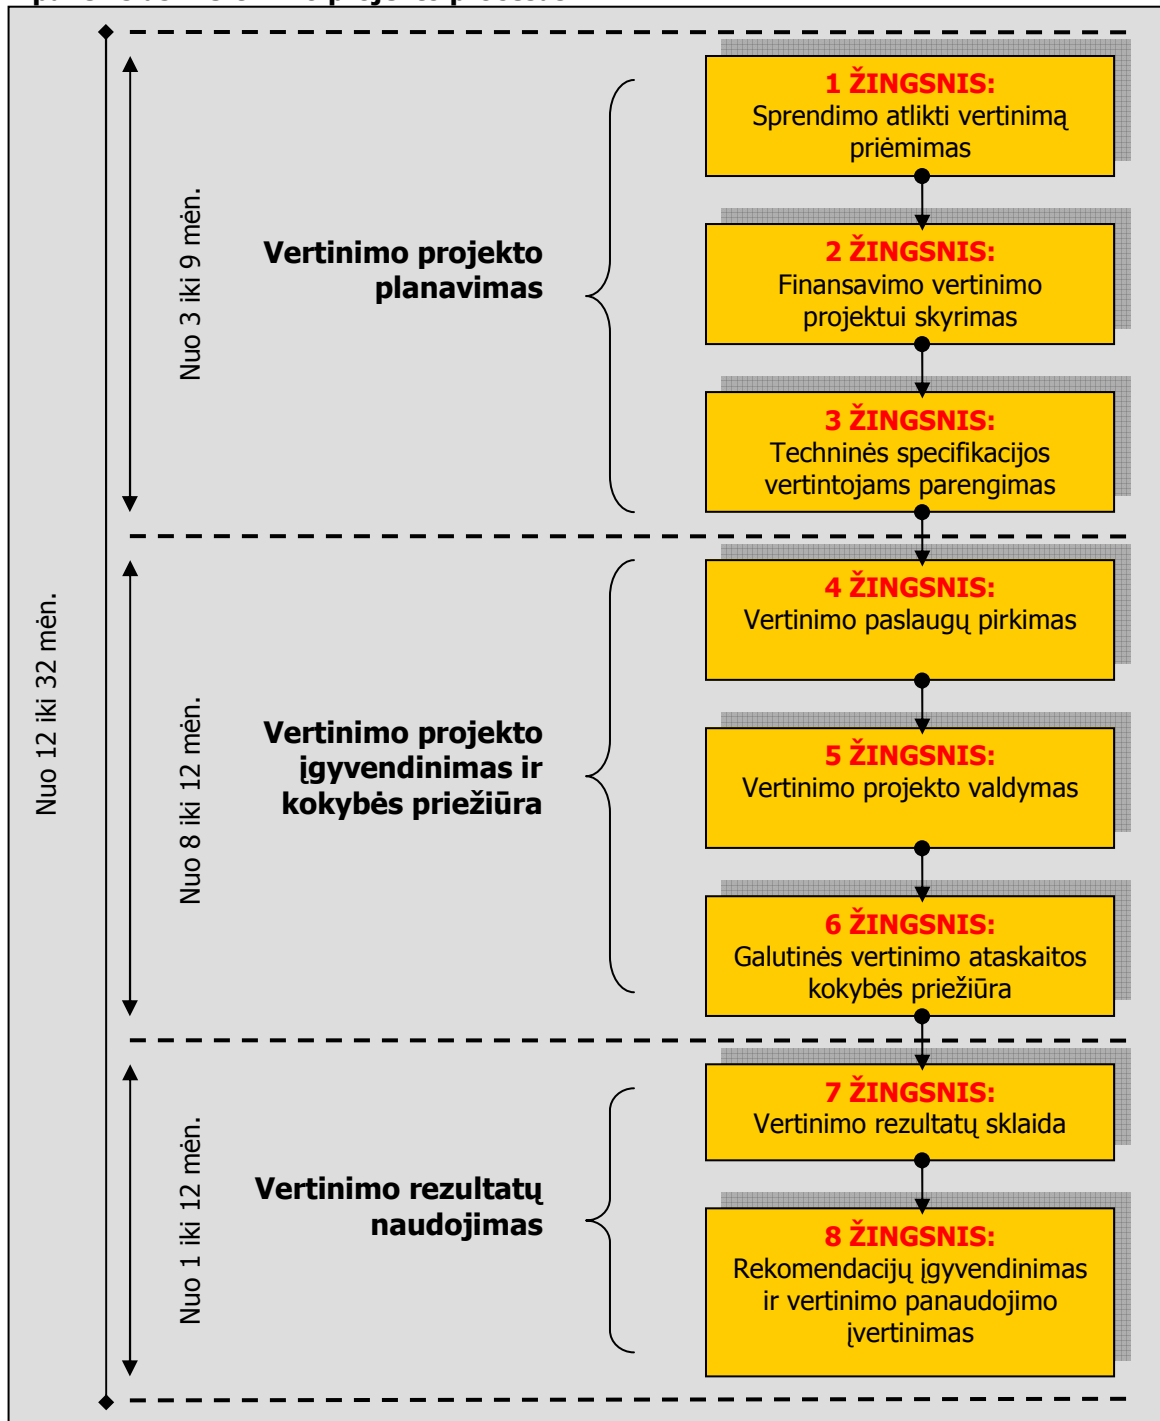 Nuo 12 iki 32 mėn.
Nuo 3 iki 9 mėn.
Vertinimo projekto
planavimas
1 ŽINGSNIS:
Sprendimo atlikti vertinimą
priėmimas
2 ŽINGSNIS:
Finansavimo vertinimo
projektui skyrimas
3 ŽINGSNIS:
Techninės specifikacijos
vertintojams parengimas
Nuo 8 iki 12 mėn.
Vertinimo projekto
įgyvendinimas ir
kokybės priežiūra
4 ŽINGSNIS:
Vertinimo paslaugų pirkimas
5 ŽINGSNIS:
Vertinimo projekto valdymas
6 ŽINGSNIS:
Galutinės vertinimo ataskaitos
kokybės priežiūra
Nuo 1 iki 12 mėn.
Vertinimo rezultatų
naudojimas
7 ŽINGSNIS:
Vertinimo rezultatų sklaida
8 ŽINGSNIS:
Rekomendacijų įgyvendinimas
ir vertinimo panaudojimo
įvertinimas